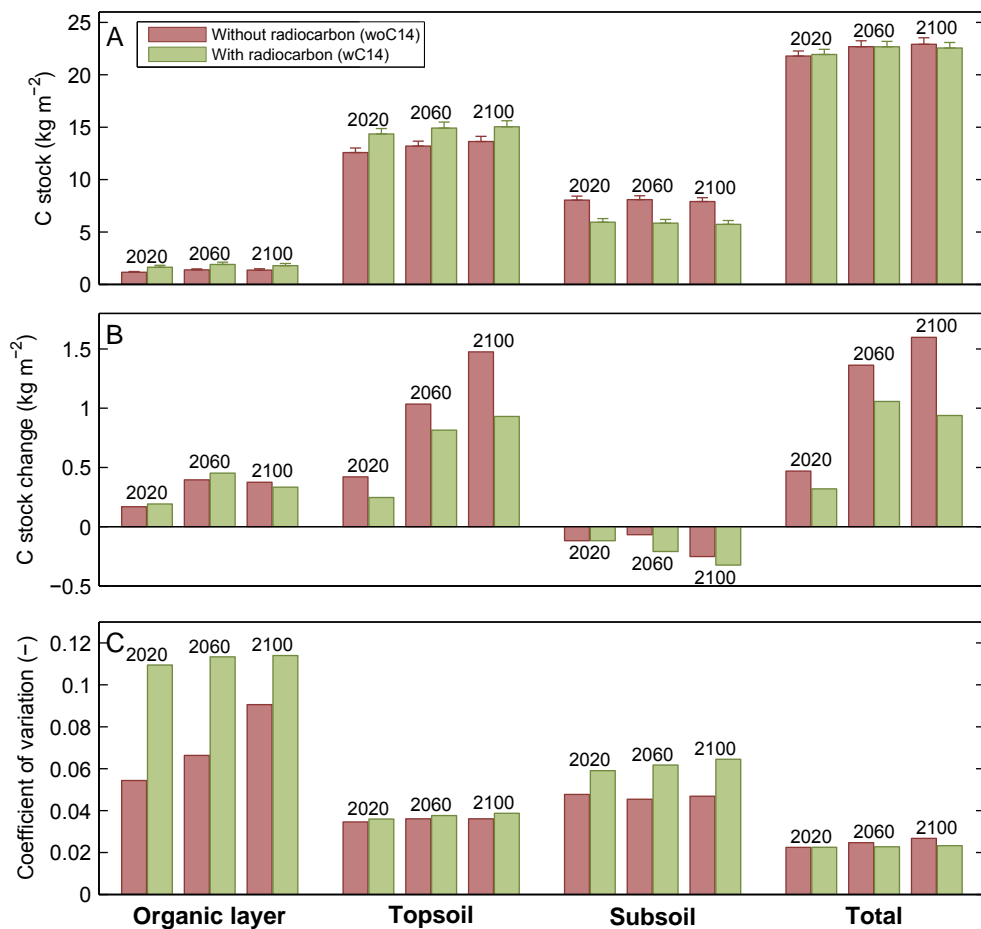 A
Without radiocarbon (woC14)
With radiocarbon (wC14)
C stock (kg m−2)
25
20
15
10
5
0
2020 2060 2100
2020 2060 2100
2020 2060 2100
2020 2060 2100
B
C stock change (kg m−2)
1.5
1
0.5
0
−0.5
2020 2060 2100
2020 2060 2100
2020 2060 2100
2020 2060 2100
C
Coefficient of variation (−)
0.12
0.1
0.08
0.06
0.04
0.02
0
2020 2060 2100
2020 2060 2100
2020 2060 2100
2020 2060 2100
Organic layer Topsoil Subsoil Total